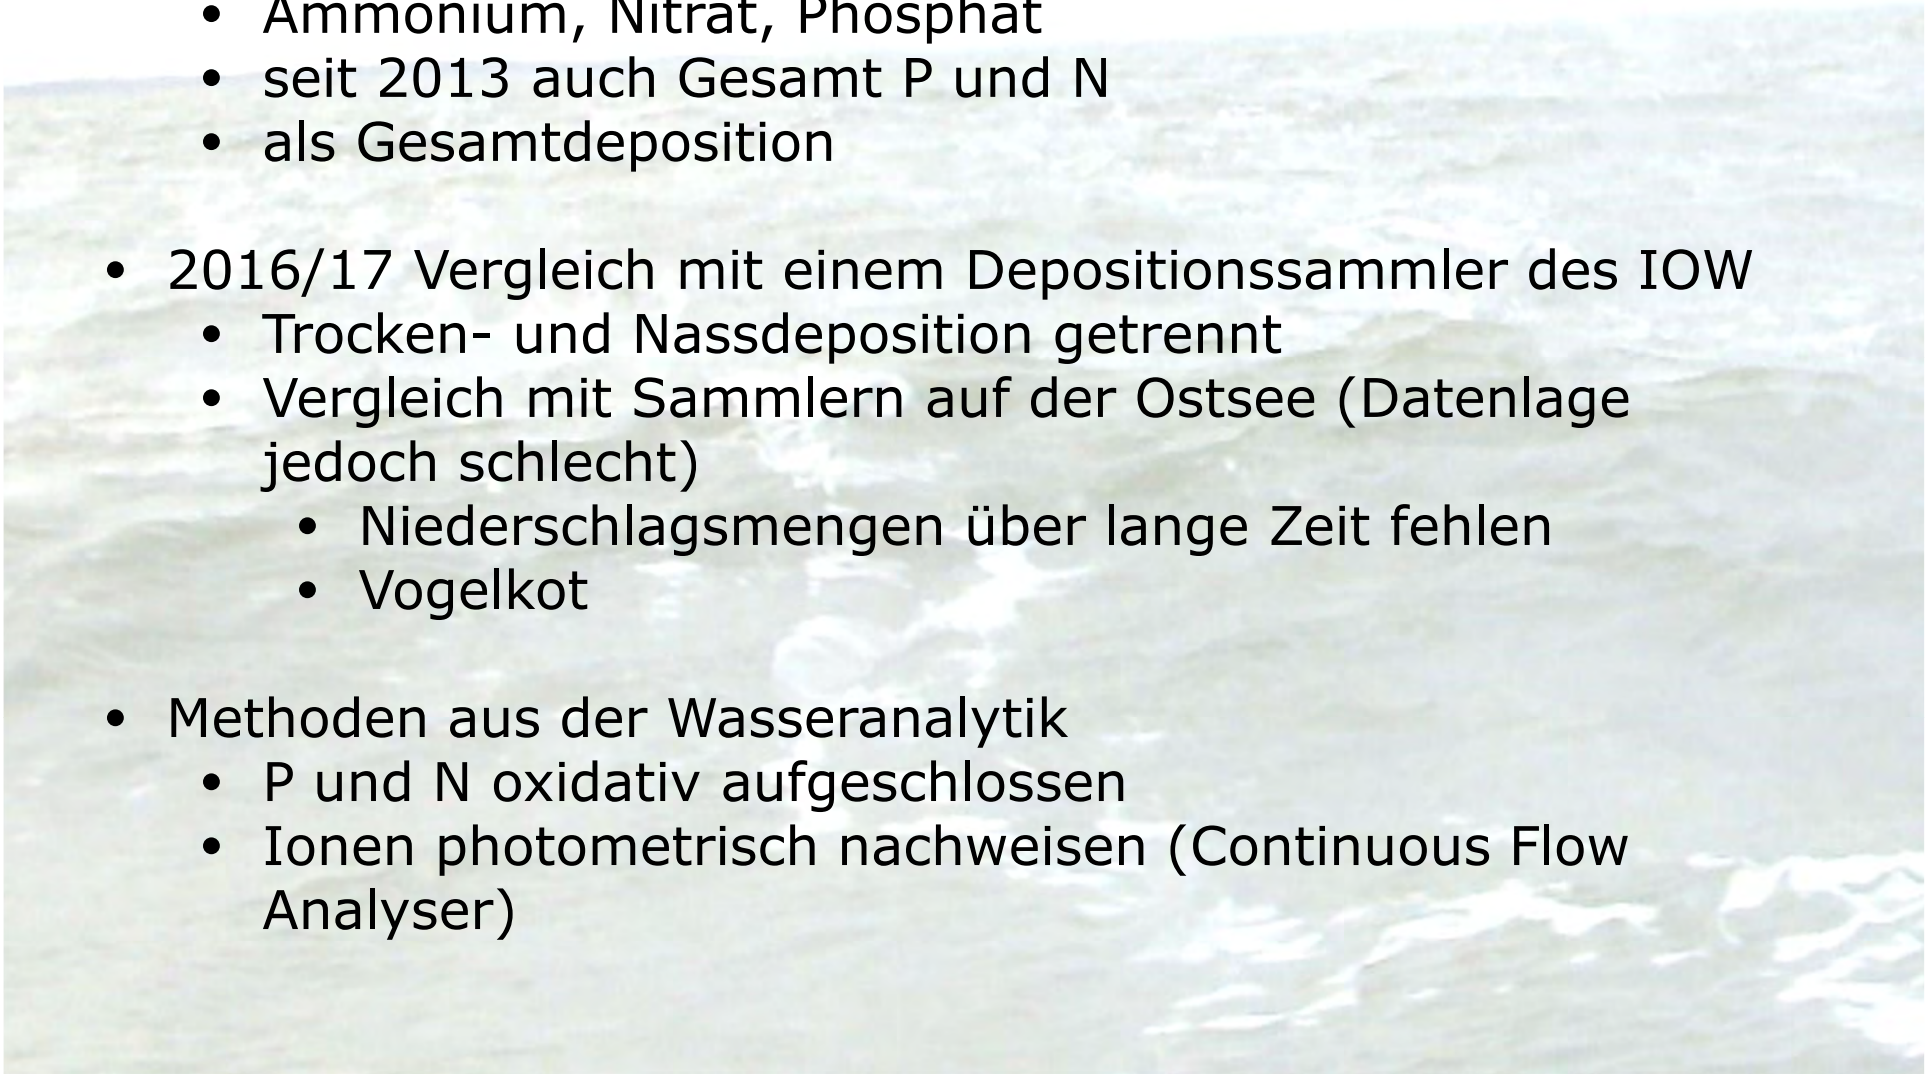 • Ammonium, Nitrat, Phosphat
• seit 2013 auch Gesamt P und N
• als Gesamtdeposition
• 2016/17 Vergleich mit einem Depositionssammler des IOW
• Trocken- und Nassdeposition getrennt
• Vergleich mit Sammlern auf der Ostsee (Datenlage
jedoch schlecht)
• Niederschlagsmengen über lange Zeit fehlen
• Vogelkot
• Methoden aus der Wasseranalytik
• P und N oxidativ aufgeschlossen
• Ionen photometrisch nachweisen (Continuous Flow
Analyser)